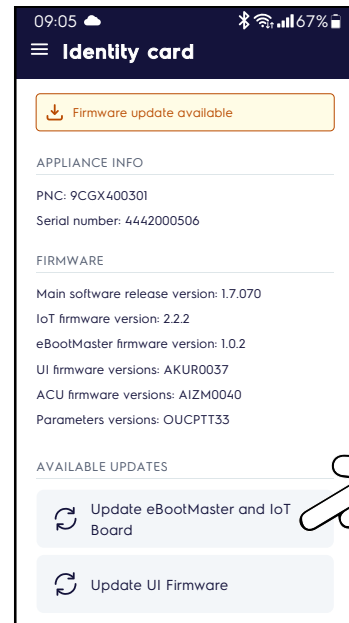 09:05 67%
Identity card
Firmware update available
APPLIANCE INFO
PNC: 9CGX400301
Serial number: 4442000506
FIRMWARE
Main software release version: 1.7.070
IoT firmware version: 2.2.2
eBootMaster firmware version: 1.0.2
UI firmware versions: AKUR0037
ACU firmware versions: AIZM0040
Parameters versions: OUCPTT33
AVAILABLE UPDATES
Update eBootMaster and IoT
Board
Update UI Firmware